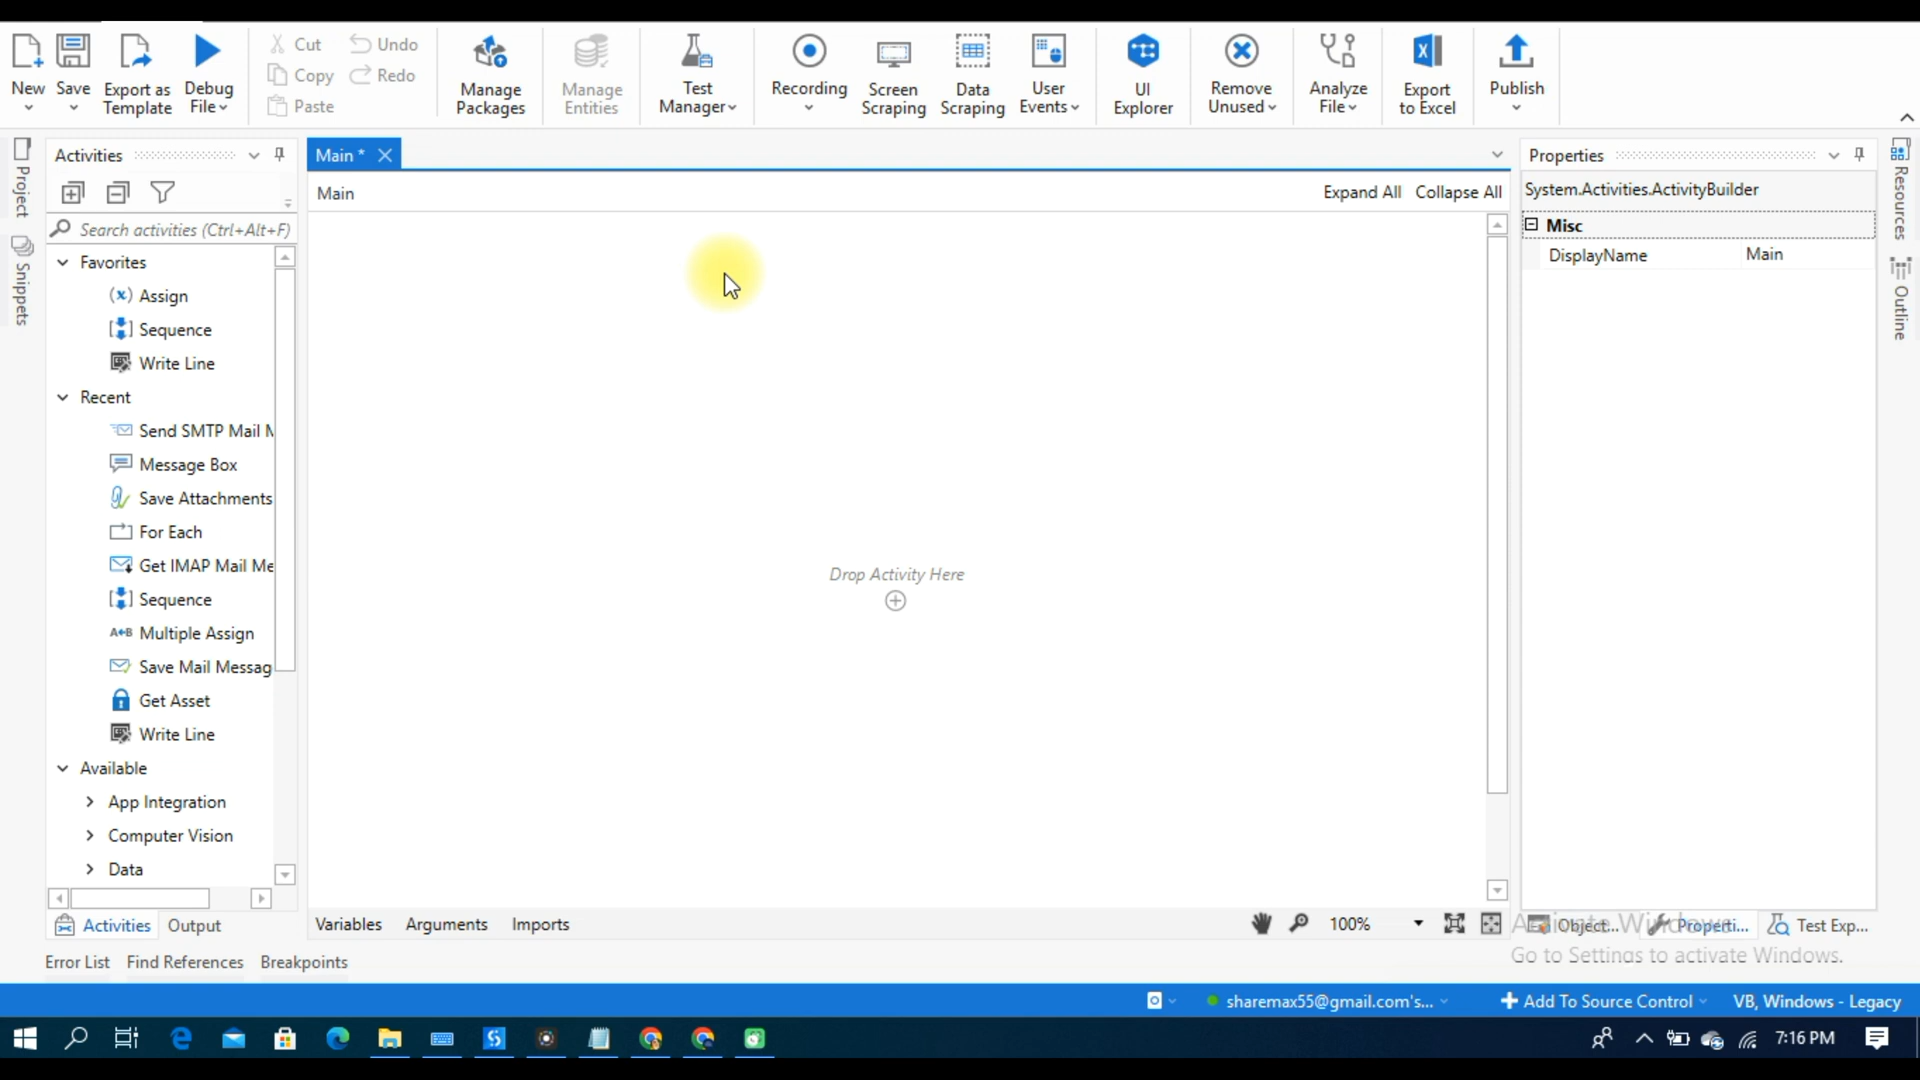 New
Save
Export as
Template
Debug
File
Cut
Copy
Paste
Undo
Redo
Manage
Packages
Manage
Entities
Test
Manager
Recording
Screen
Scraping
Data
Scraping
User
Events
UI
Explorer
Remove
Unused
Analyze
File
Export
to Excel
Publish
Project
Snippets
Activities
Search activities (Ctrl+Alt+F)
Favorites
(x) Assign
Sequence
Write Line
Recent
Send SMTP Mail M
Message Box
Save Attachments
For Each
Get IMAP Mail Me
Sequence
A+B Multiple Assign
Save Mail Messag
Get Asset
Write Line
Available
App Integration
Computer Vision
Data
Activities
Output
Main *
Main
Expand All Collapse All
Drop Activity Here
Variables
Arguments
Imports
100%
Properties
System.Activities.ActivityBuilder
Misc
DisplayName
Main
Resources
Outline
Object...
Properti...
Test Exp...
Activate Windows
Go to Settings to activate Windows.
Error List
Find References
Breakpoints
sharemax55@gmail.com's...
Add To Source Control
VB, Windows - Legacy
7:16 PM